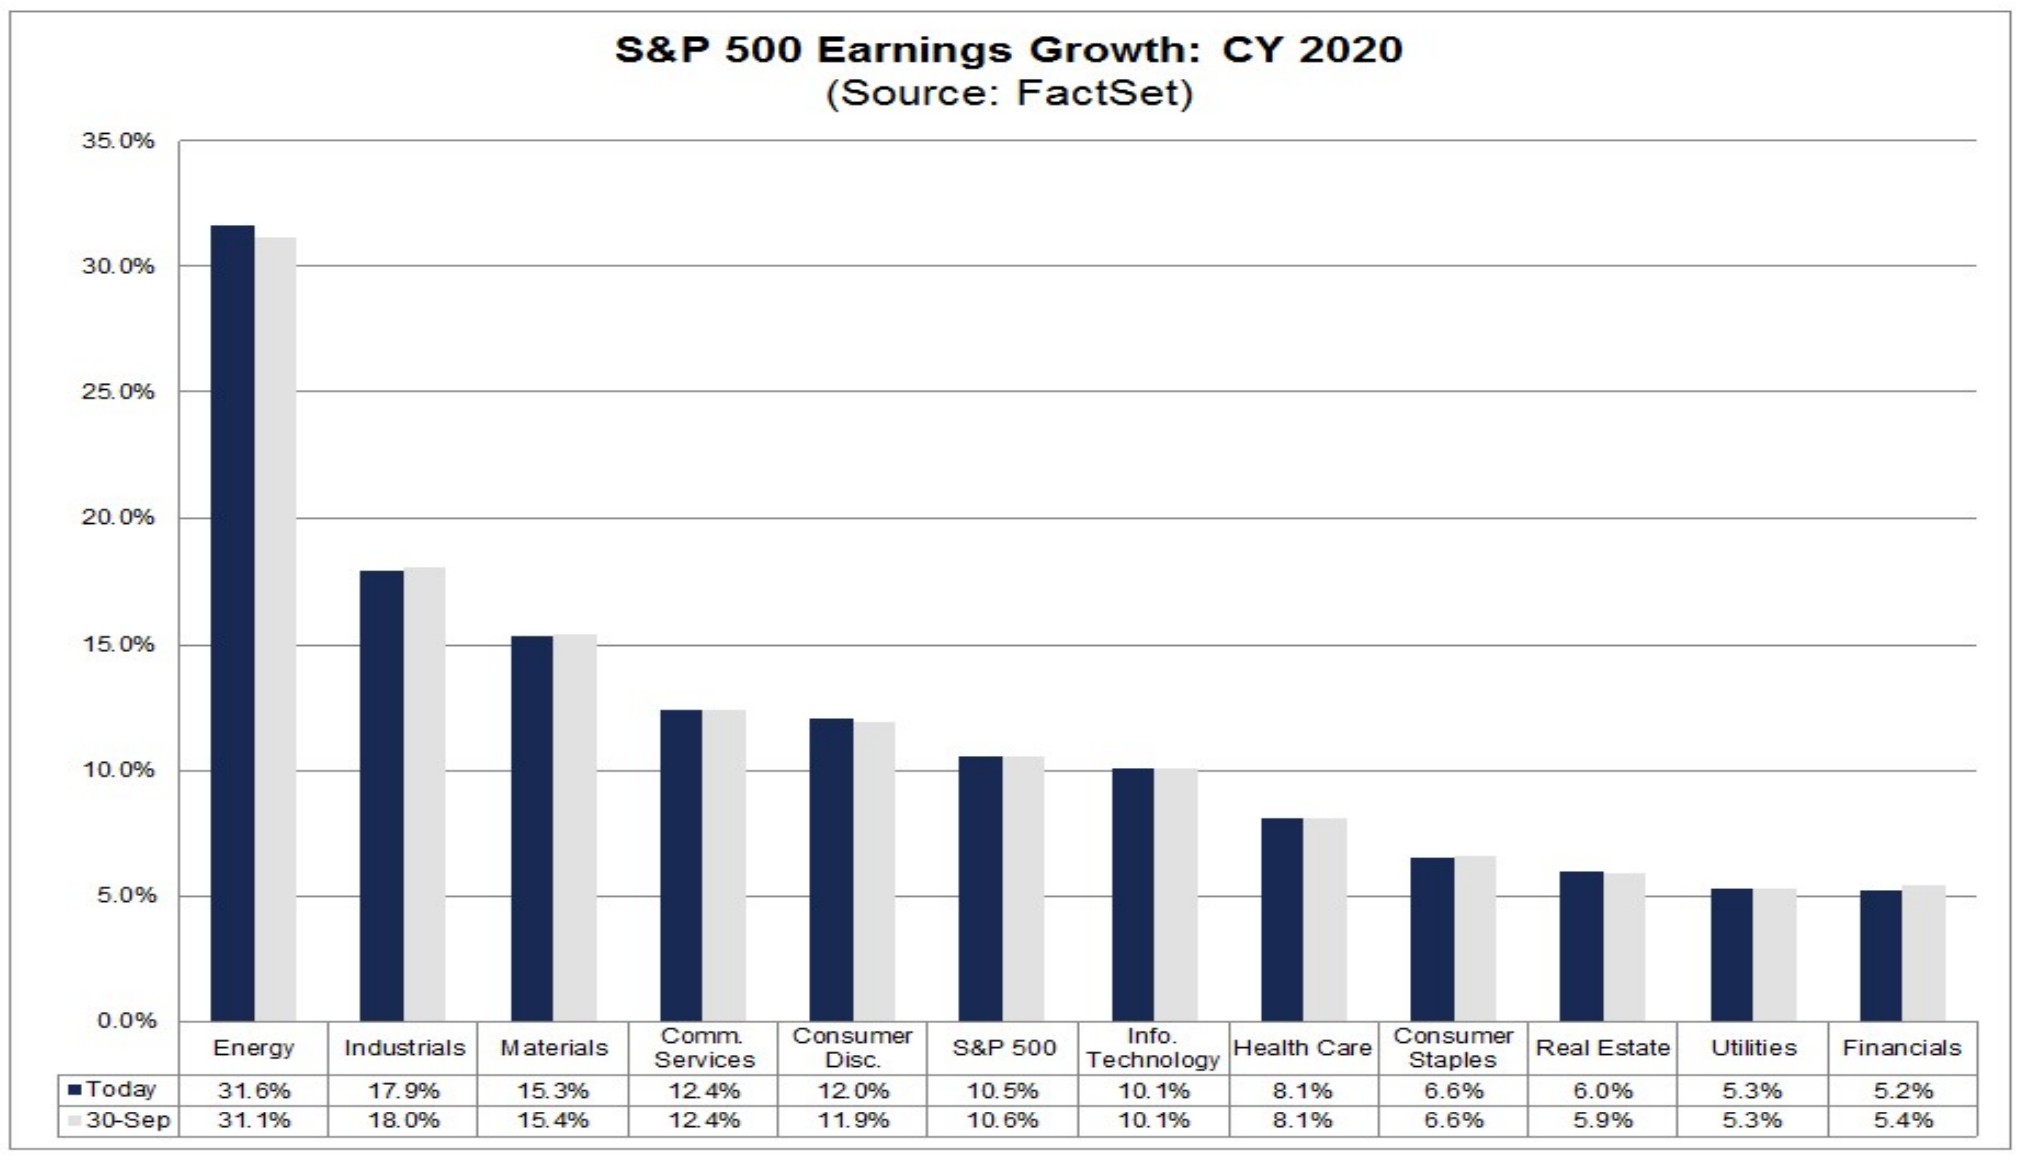 S&P 500 Earnings Growth: CY 2020
(Source: FactSet)
35.0%
30.0%
25.0%
20.0%
15.0%
10.0%
5.0%
0.0%
Energy Industrials Materials Comm. Services Consumer Disc. S&P 500 Info. Technology Health Care Consumer Staples Real Estate Utilities Financials
Today 31.6% 17.9% 15.3% 12.4% 12.0% 10.5% 10.1% 8.1% 6.6% 6.0% 5.3% 5.2%
30-Sep 31.1% 18.0% 15.4% 12.4% 11.9% 10.6% 10.1% 8.1% 6.6% 5.9% 5.3% 5.4%